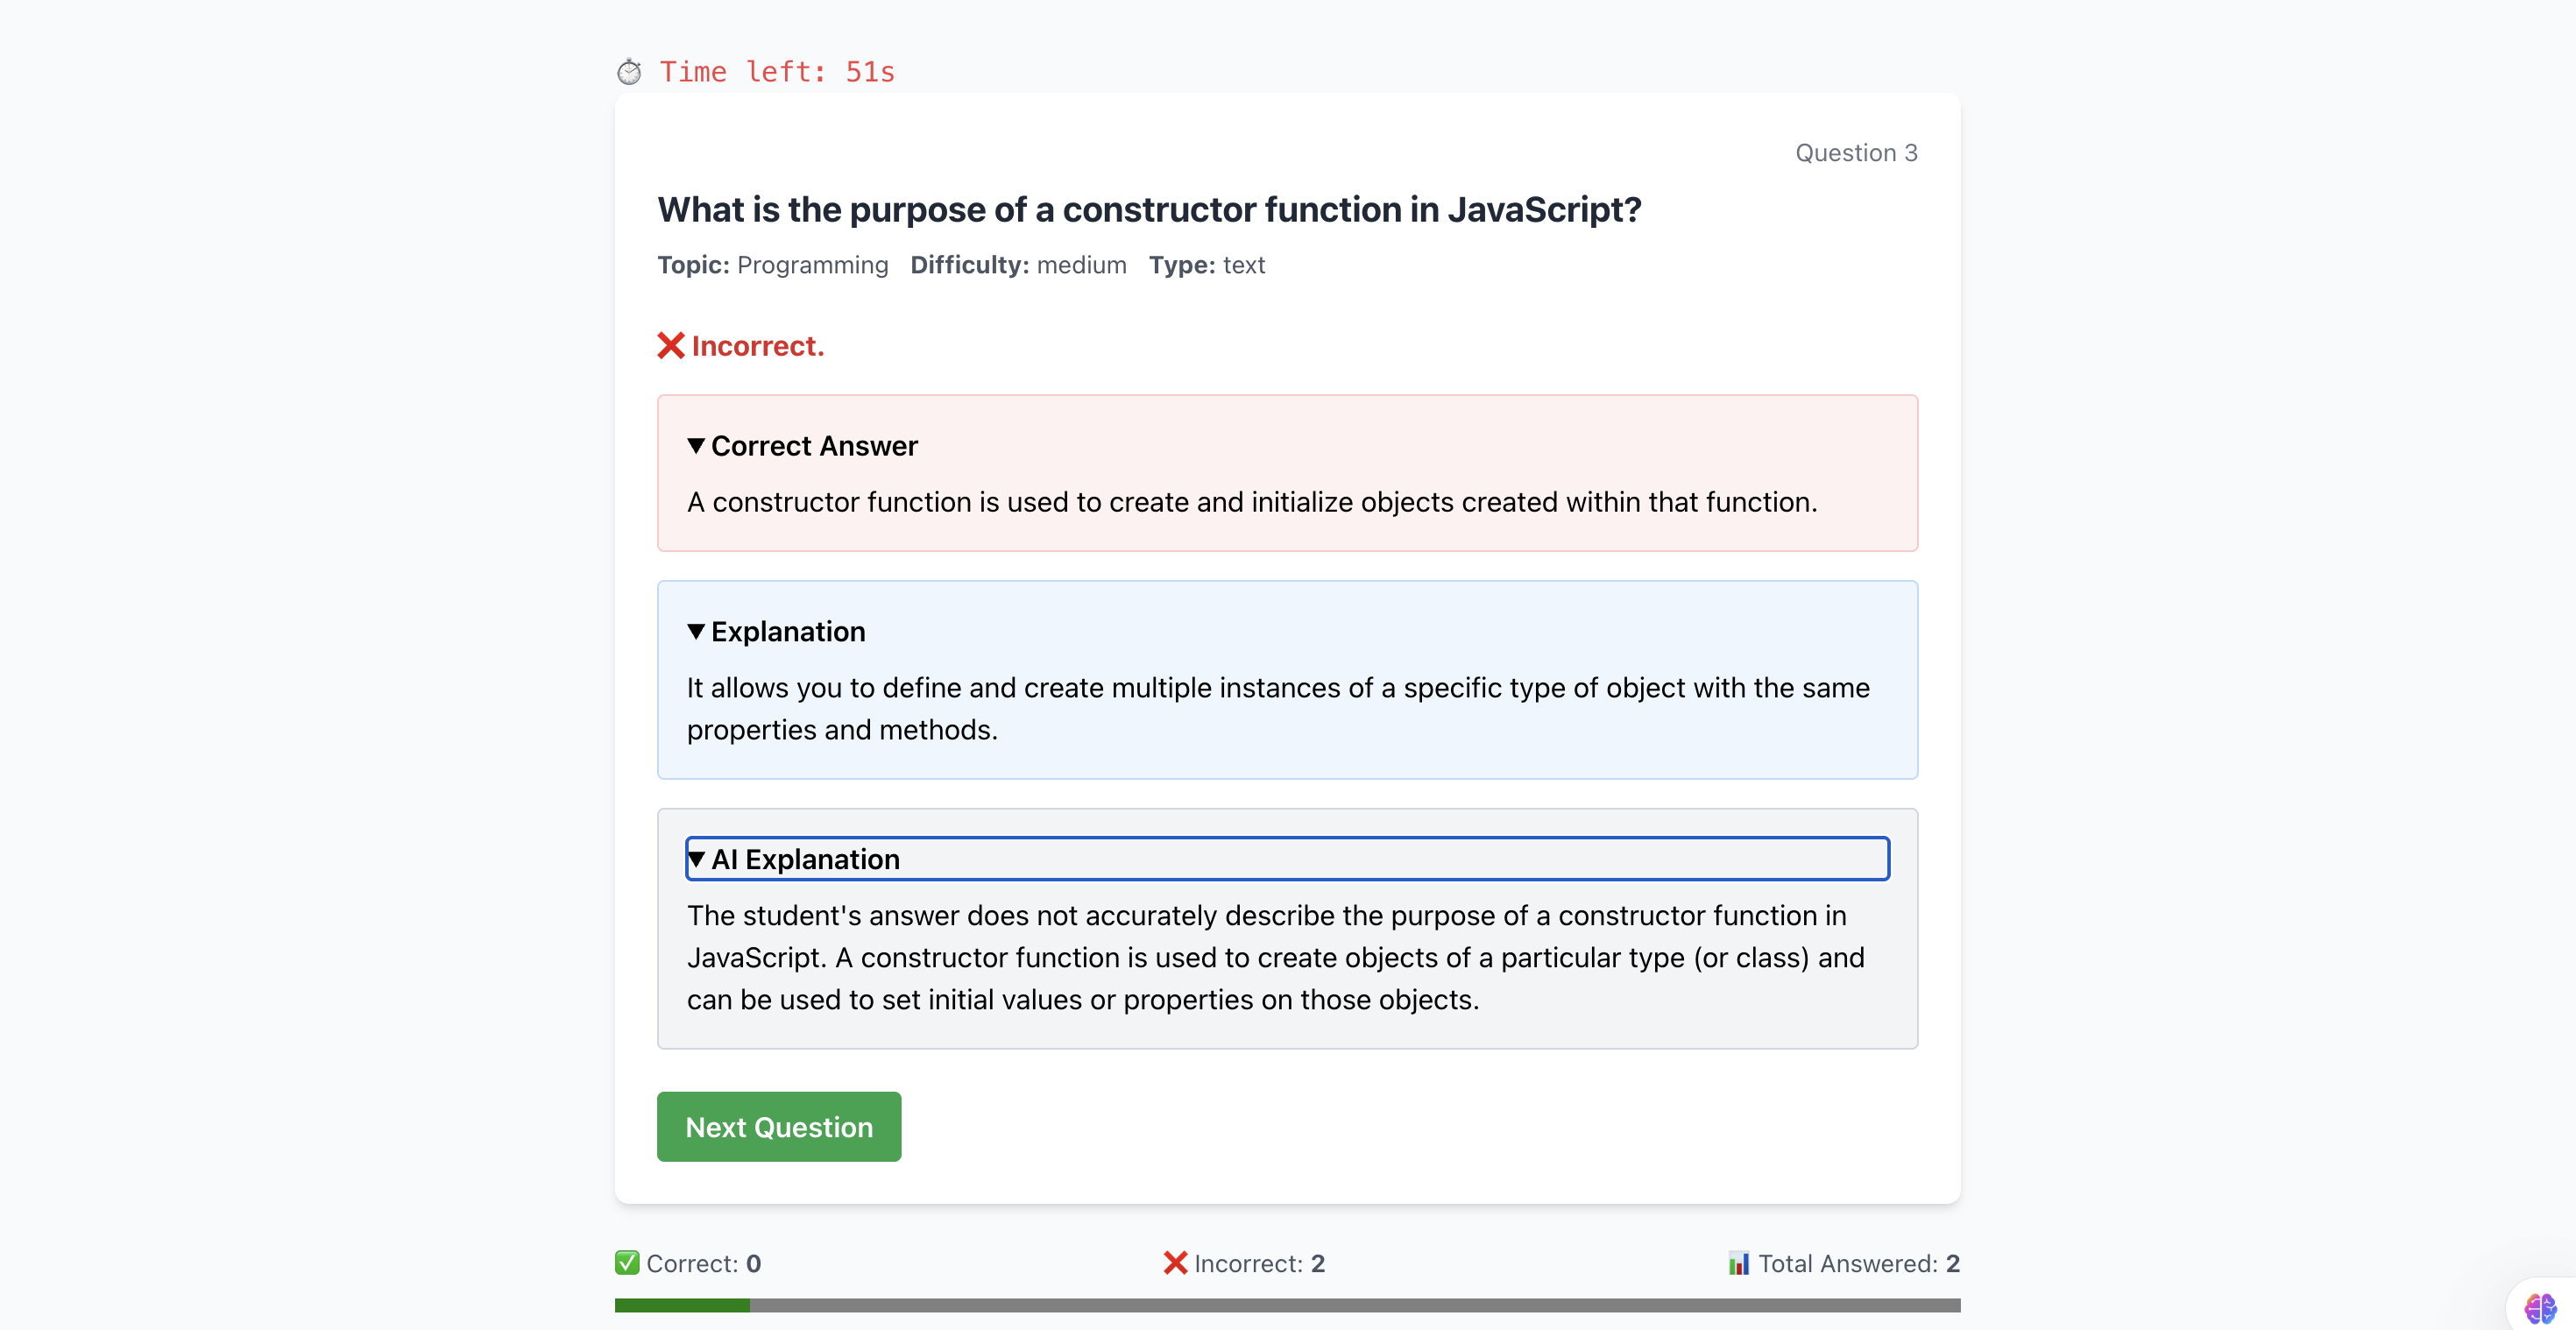 Time left: 51s
Question 3
What is the purpose of a constructor function in JavaScript?
Topic: Programming Difficulty: medium Type: text
❌ Incorrect.
▼ Correct Answer
A constructor function is used to create and initialize objects created within that function.
▼ Explanation
It allows you to define and create multiple instances of a specific type of object with the same
properties and methods.
▼ AI Explanation
The student's answer does not accurately describe the purpose of a constructor function in
JavaScript. A constructor function is used to create objects of a particular type (or class) and
can be used to set initial values or properties on those objects.
Next Question
✅ Correct: 0 ❌ Incorrect: 2 📊 Total Answered: 2